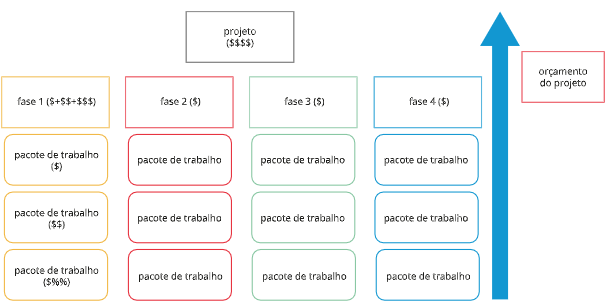 projeto
($$$$)
orçamento
do projeto
fase 1 ($+$$+$$$)
fase 2 ($)
fase 3 ($)
fase 4 ($)
pacote de trabalho
($)
pacote de trabalho
pacote de trabalho
pacote de trabalho
pacote de trabalho
($$)
pacote de trabalho
pacote de trabalho
pacote de trabalho
pacote de trabalho
($%%)
pacote de trabalho
pacote de trabalho
pacote de trabalho